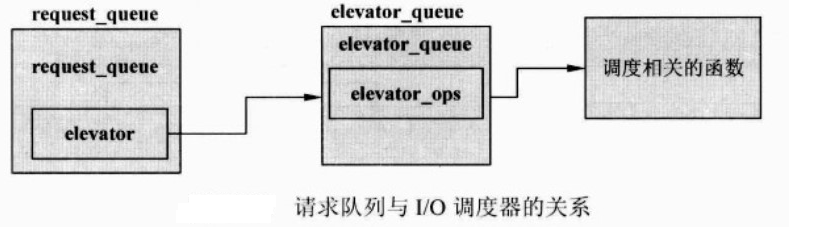 request_queue
request_queue
elevator
elevator_queue
elevator_queue
elevator_ops
调度相关的函数
请求队列与 I/O 调度器的关系